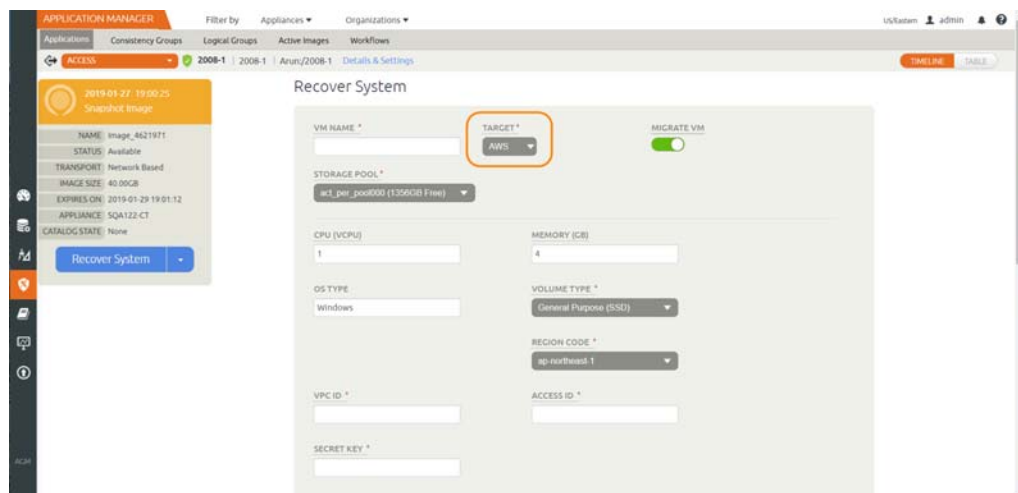 APPLICATION MANAGER Filter by Appliances Organizations US/Eastern admin
Applications Consistency Groups Logical Groups Active Images Workflows
ACCESS 2008-1 2008-1 Arun:/2008-1 Details & Settings TIMELINE TABLE
2019-01-27 19:00:25
Snapshot Image
NAME Image_4621971
STATUS Available
TRANSPORT Network Based
IMAGE SIZE 40.00GB
EXPIRES ON 2019-01-29 19:01:12
APPLIANCE SQA122-CT
CATALOG STATE None
Recover System
Recover System
VM NAME * TARGET * MIGRATE VM
AWS
STORAGE POOL *
act_per_pool000 (1356GB Free)
CPU (VCPU) MEMORY (GB)
1 4
OS TYPE VOLUME TYPE *
Windows General Purpose (SSD)
REGION CODE *
ap-northeast-1
VPC ID * ACCESS ID *
SECRET KEY *
AGM